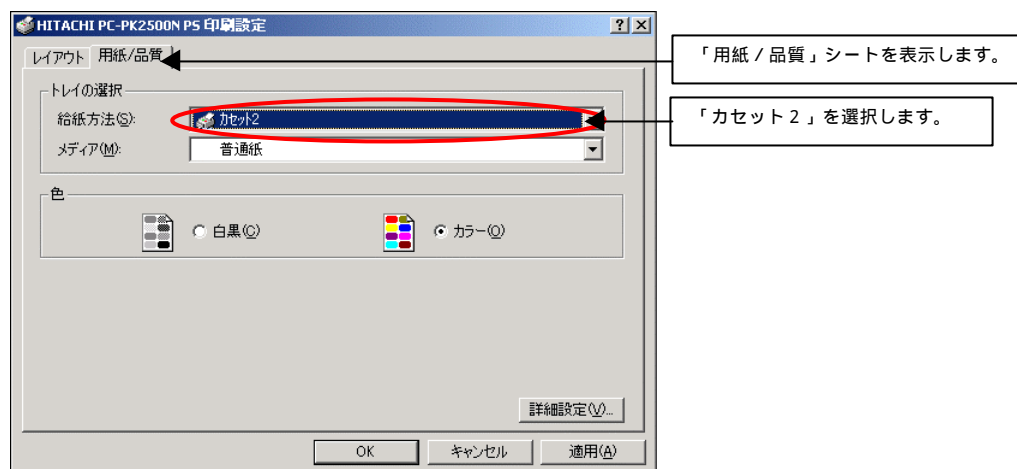 HITACHI PC-PK2500N PS 印刷設定
レイアウト 用紙/品質
「用紙/品質」シートを表示します。
トレイの選択
給紙方法(S): カセット2
「カセット2」を選択します。
メディア(M): 普通紙
色
白黒(C) カラー(O)
詳細設定(V)...
OK キャンセル 適用(A)